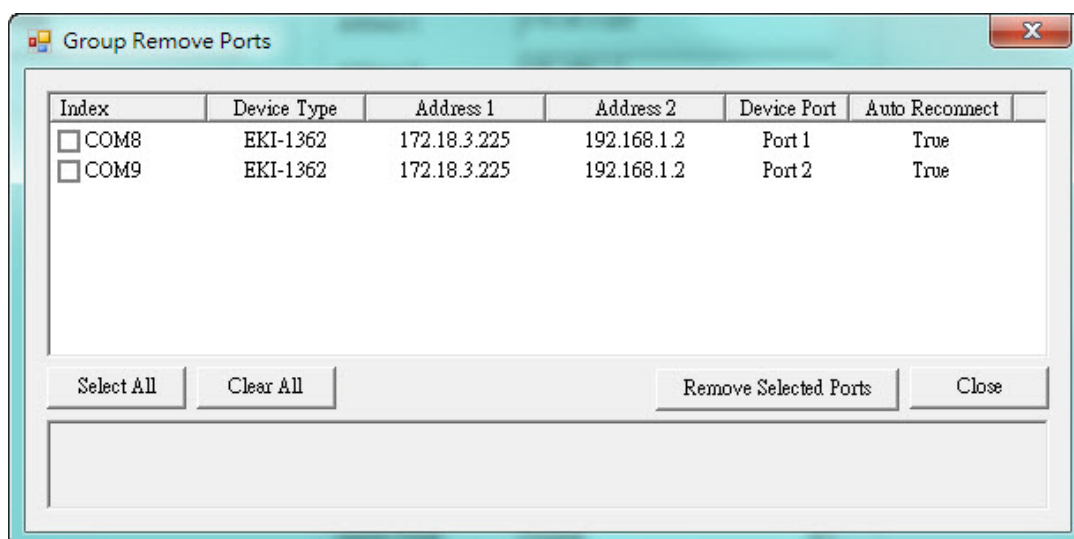 Group Remove Ports
Index Device Type Address 1 Address 2 Device Port Auto Reconnect
COM8 EKI-1362 172.18.3.225 192.168.1.2 Port 1 True
COM9 EKI-1362 172.18.3.225 192.168.1.2 Port 2 True
Select All Clear All Remove Selected Ports Close